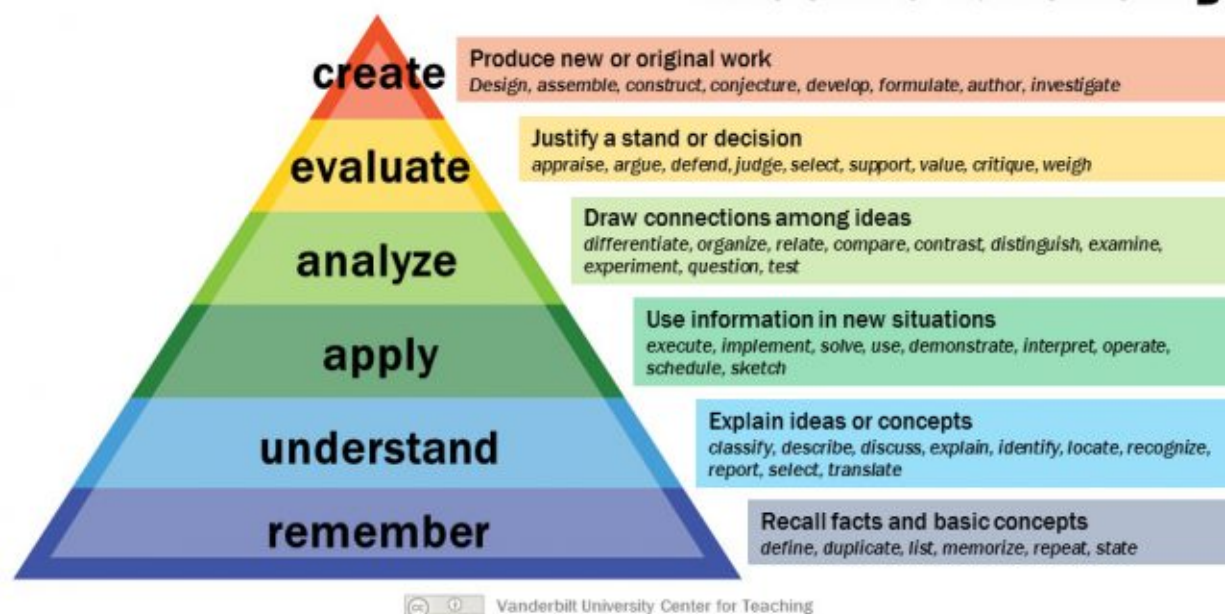 create
Produce new or original work
Design, assemble, construct, conjecture, develop, formulate, author, investigate
evaluate
Justify a stand or decision
appraise, argue, defend, judge, select, support, value, critique, weigh
analyze
Draw connections among ideas
differentiate, organize, relate, compare, contrast, distinguish, examine,
experiment, question, test
apply
Use information in new situations
execute, implement, solve, use, demonstrate, interpret, operate,
schedule, sketch
understand
Explain ideas or concepts
classify, describe, discuss, explain, identify, locate, recognize,
report, select, translate
remember
Recall facts and basic concepts
define, duplicate, list, memorize, repeat, state
cc
Vanderbilt University Center for Teaching